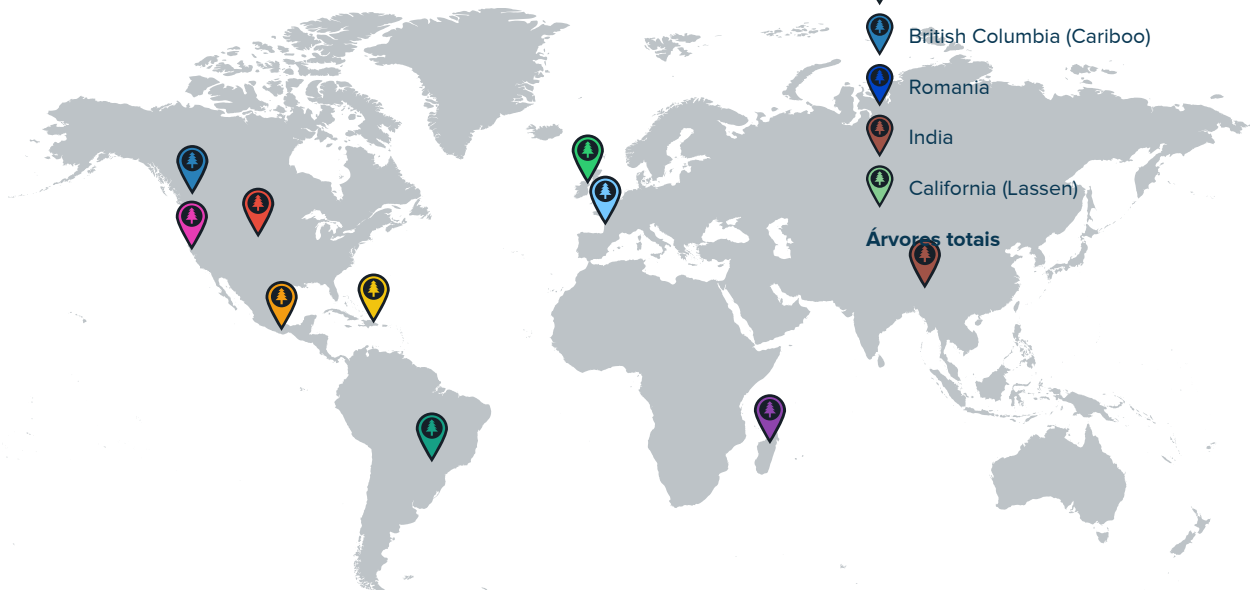 British Columbia (Cariboo)
Romania
India
California (Lassen)
Árvores totais